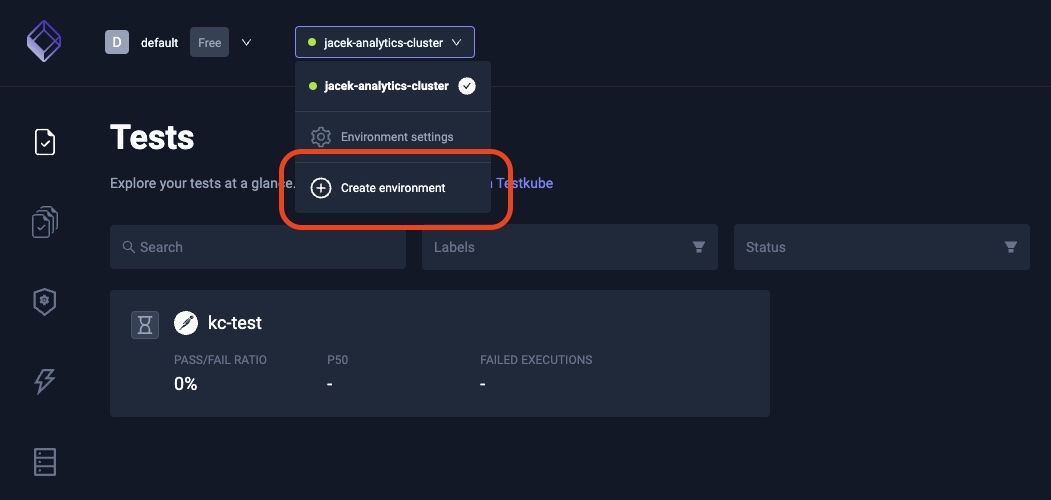 D default Free jacek-analytics-cluster
jacek-analytics-cluster
Environment settings
Create environment
Tests
Explore your tests at a glance. Testkube
Search Labels Status
kc-test
PASS/FAIL RATIO P50 FAILED EXECUTIONS
0% - -